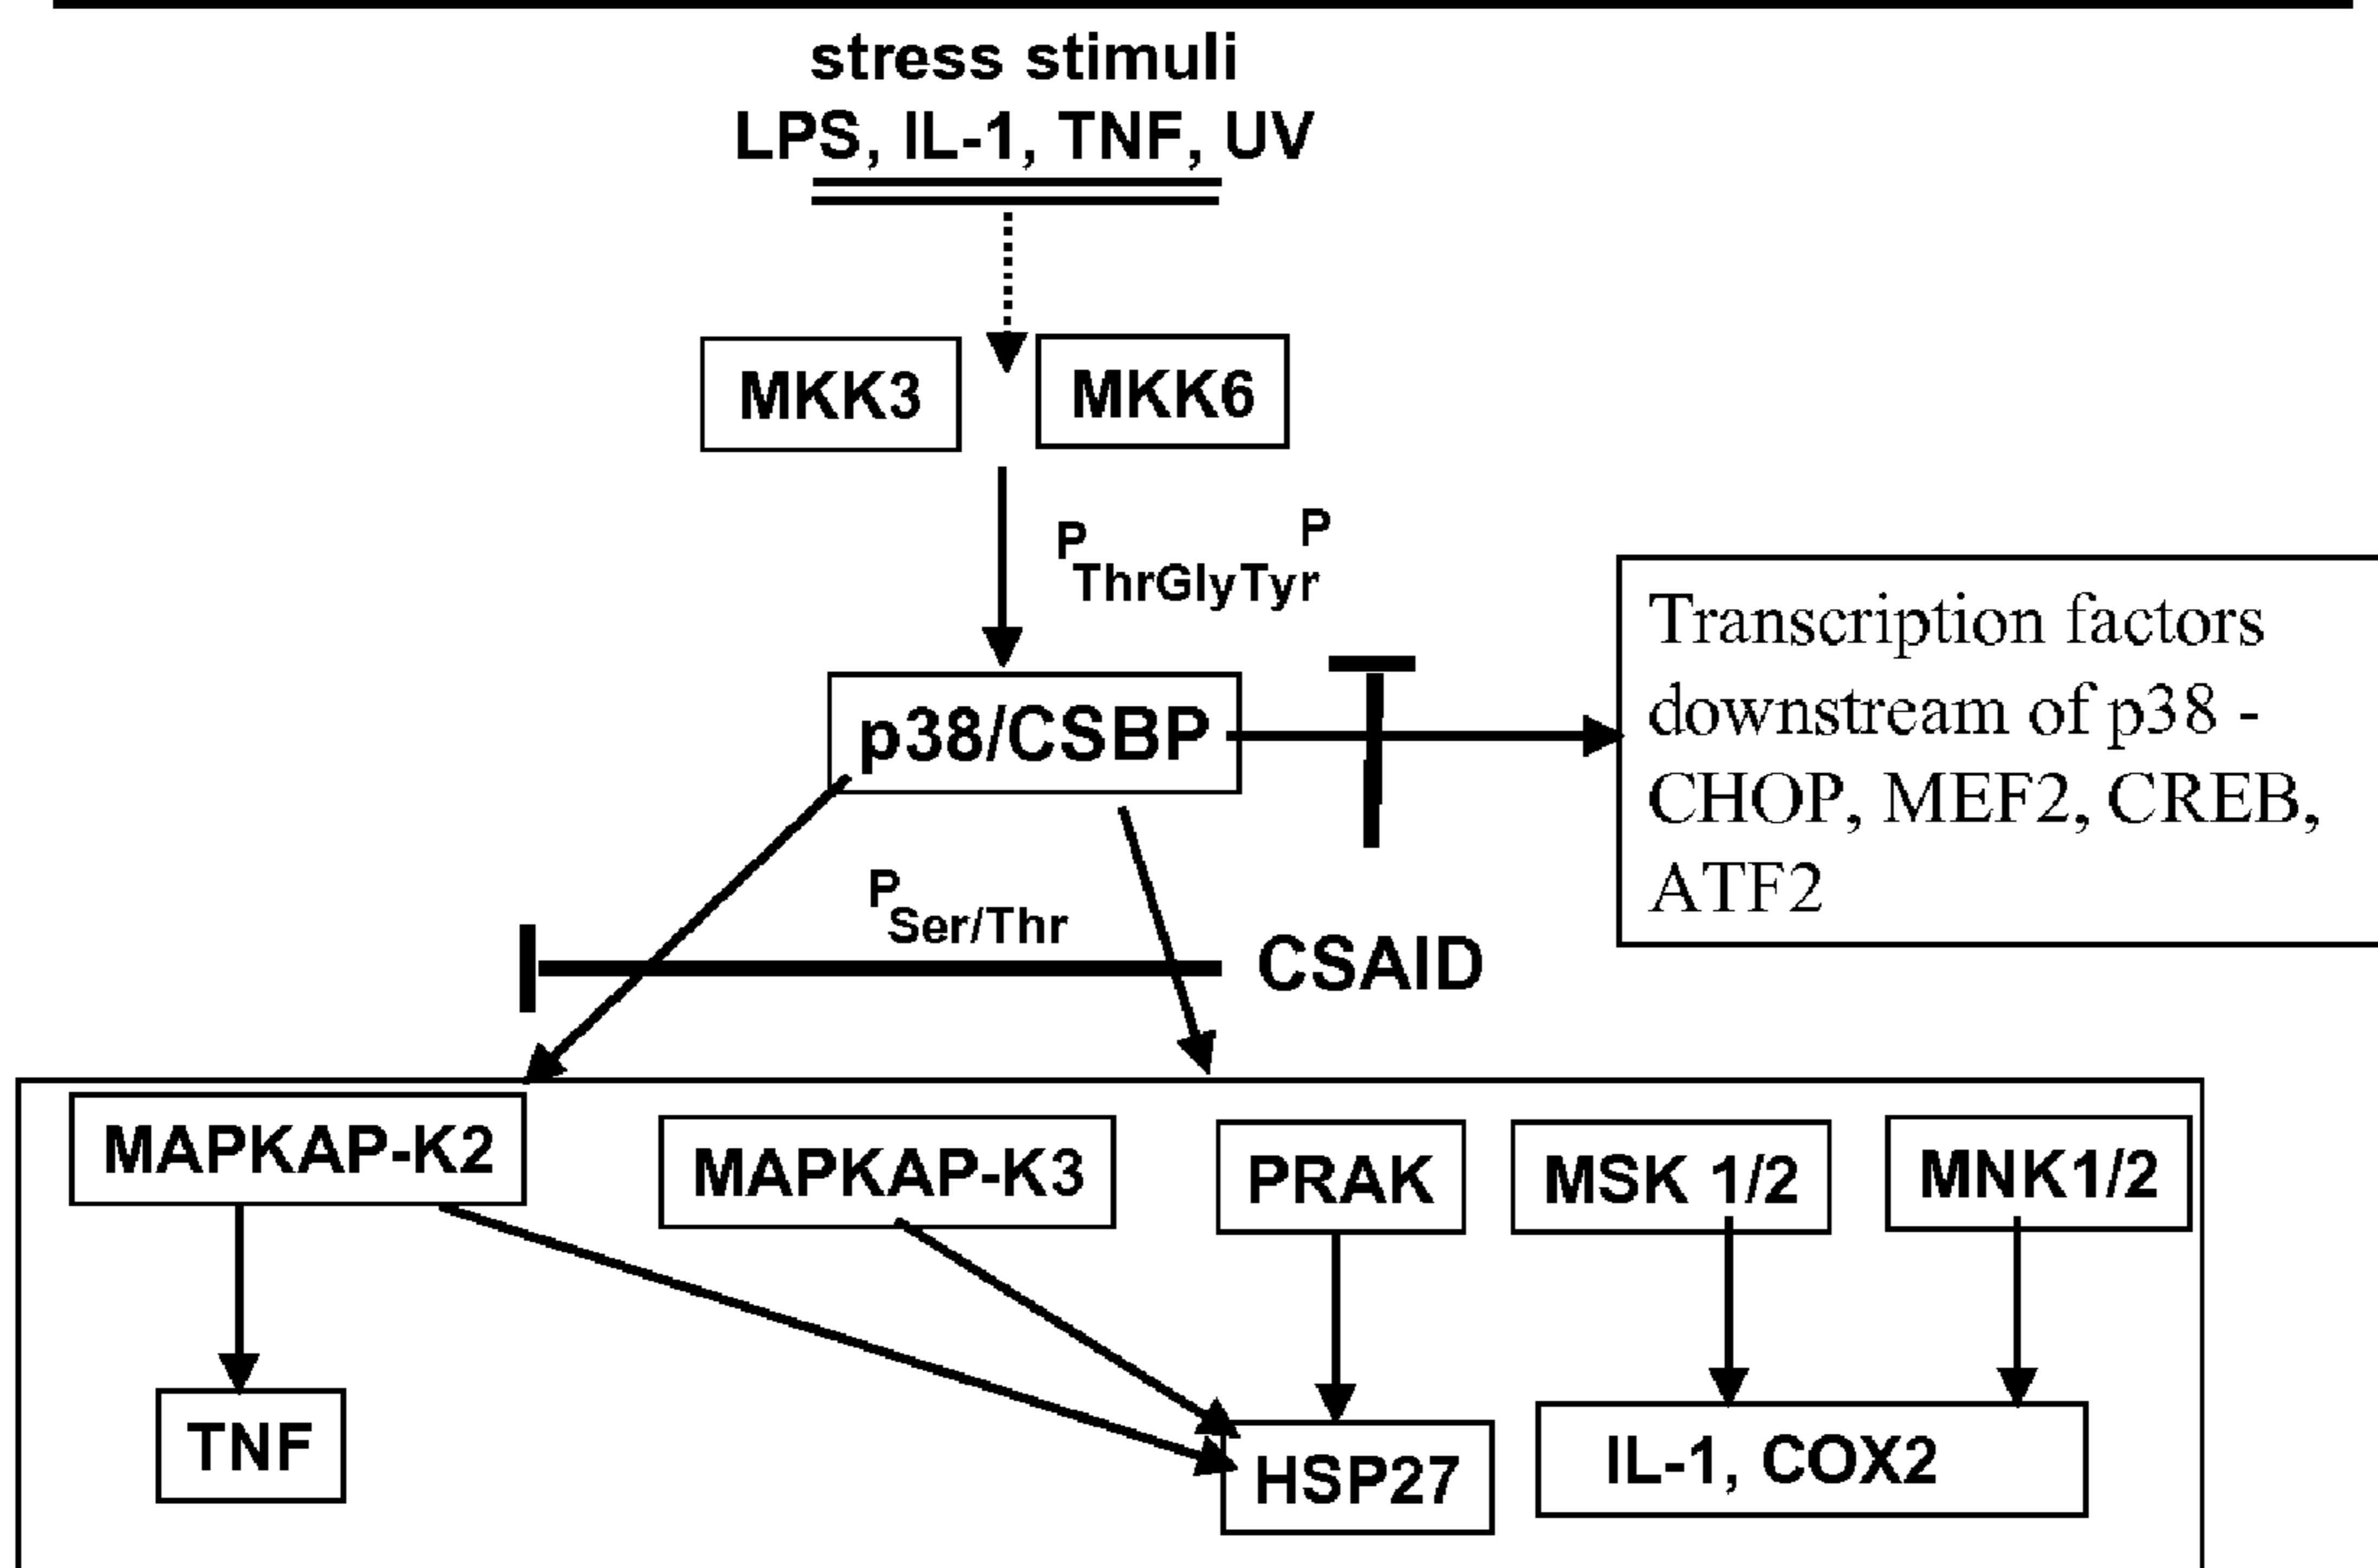 stress stimuli
LPS, IL-1, TNF, UV
MKK3
MKK6
P
P
ThrGlyTyr
p38/CSBP
Transcription factors
downstream of p38 -
CHOP, MEF2, CREB,
ATF2
P
Ser/Thr
CSAID
MAPKAP-K2
MAPKAP-K3
PRAK
MSK 1/2
MNK1/2
TNF
HSP27
IL-1, COX2